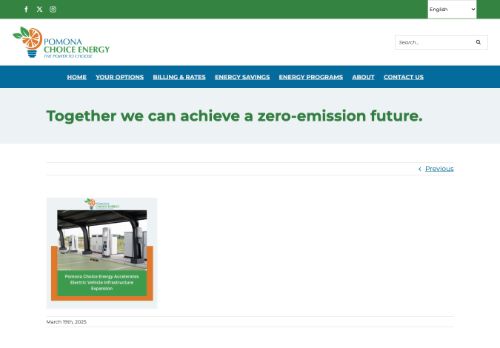 English
POMONA
CHOICE ENERGY
THE POWER TO CHOOSE
Search...
HOME YOUR OPTIONS BILLING & RATES ENERGY SAVINGS ENERGY PROGRAMS ABOUT CONTACT US
Together we can achieve a zero-emission future.
Previous
POMONA
CHOICE ENERGY
Pomona Choice Energy Accelerates
Electric Vehicle Infrastructure
Expansion
March 19th, 2025